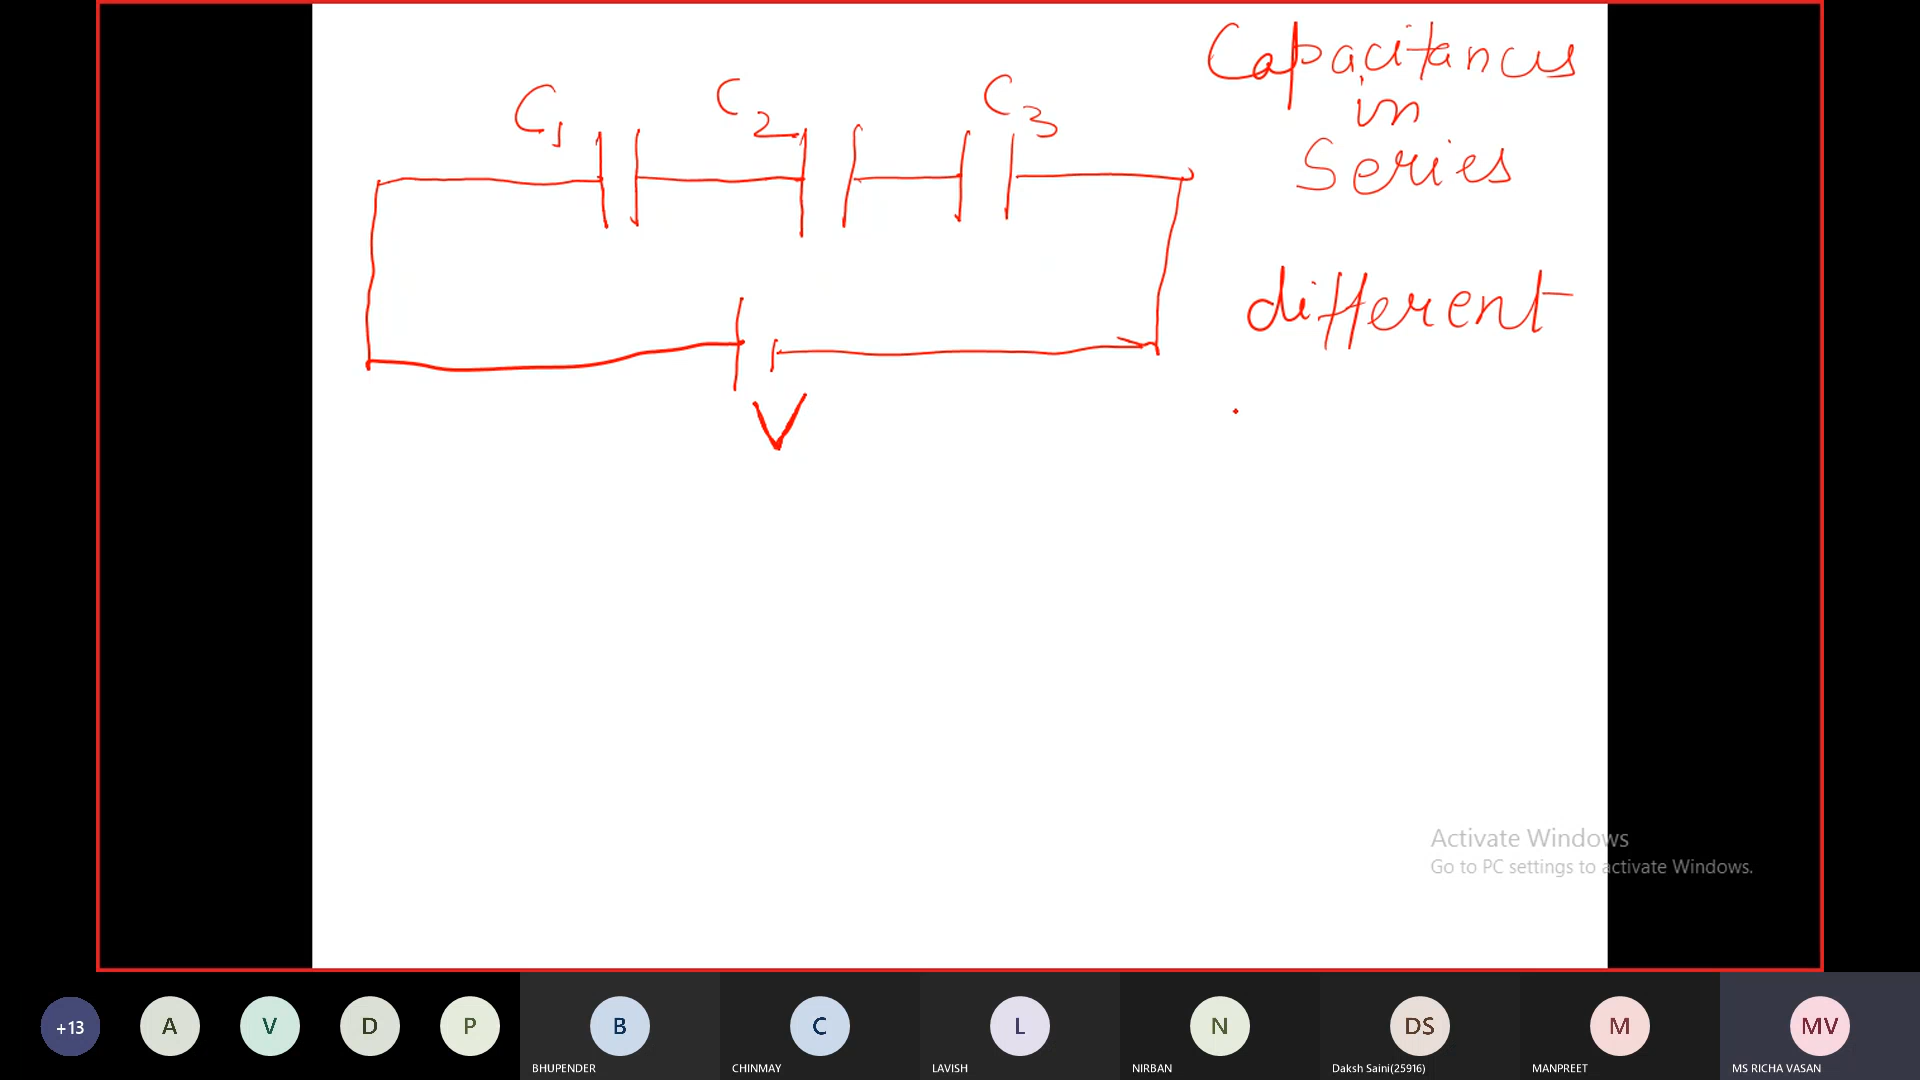 Capacitances
in
Series
C1
C2
C3
different
V
Activate Windows
Go to PC settings to activate Windows.
+13
A
V
D
P
B
C
L
N
DS
M
MV
BHUPENDER
CHINMAY
LAVISH
NIRBAN
Daksh Saini(25916)
MANPREET
MS RICHA VASAN